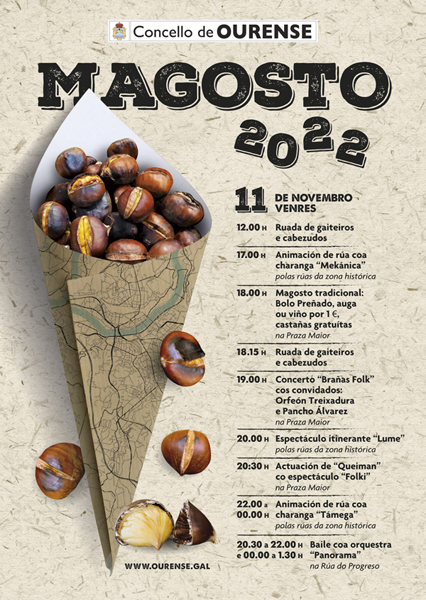 Concello de OURENSE
MAGOSTO
2022
11 DE NOVEMBRO
VENRES
12.00 H Ruada de gaiteiros
e cabezudos
17.00 H Animación de rúa coa
charanga “Mekánica”
polas rúas da zona histórica
18.00 H Magosto tradicional:
Bolo Preñado, auga
ou viño por 1 €,
castañas gratuítas
na Praza Maior
18.15 H Ruada de gaiteiros
e cabezudos
19.00 H Concerto “Brañas Folk”
cos convidados:
Orfeón Treixadura
e Pancho Álvarez
na Praza Maior
20.00 H Espectáculo itinerante “Lume”
polas rúas da zona histórica
20:30 H Actuación de “Queiman”
co espectáculo “Folki”
na Praza Maior
22.00 a Animación de rúa coa
00.00 H charanga “Támega”
polas rúas da zona histórica
20.30 a 22.00 H Baile coa orquestra
e 00.00 a 1.30 H “Panorama”
na Rúa do Progreso
WWW.OURENSE.GAL